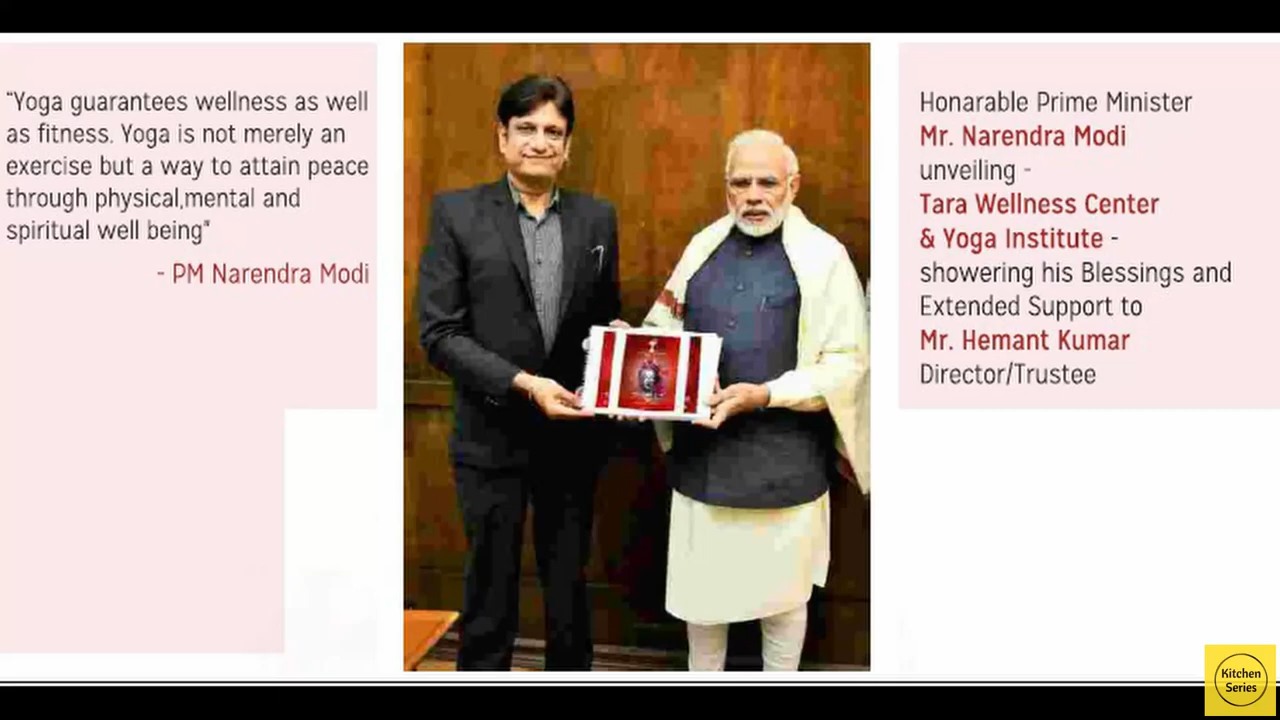 "Yoga guarantees wellness as well
as fitness. Yoga is not merely an
exercise but a way to attain peace
through physical,mental and
spiritual well being"
- PM Narendra Modi
Honarable Prime Minister
Mr. Narendra Modi
unveiling -
Tara Wellness Center
& Yoga Institute -
showering his Blessings and
Extended Support to
Mr. Hemant Kumar
Director/Trustee
Kitchen
Series